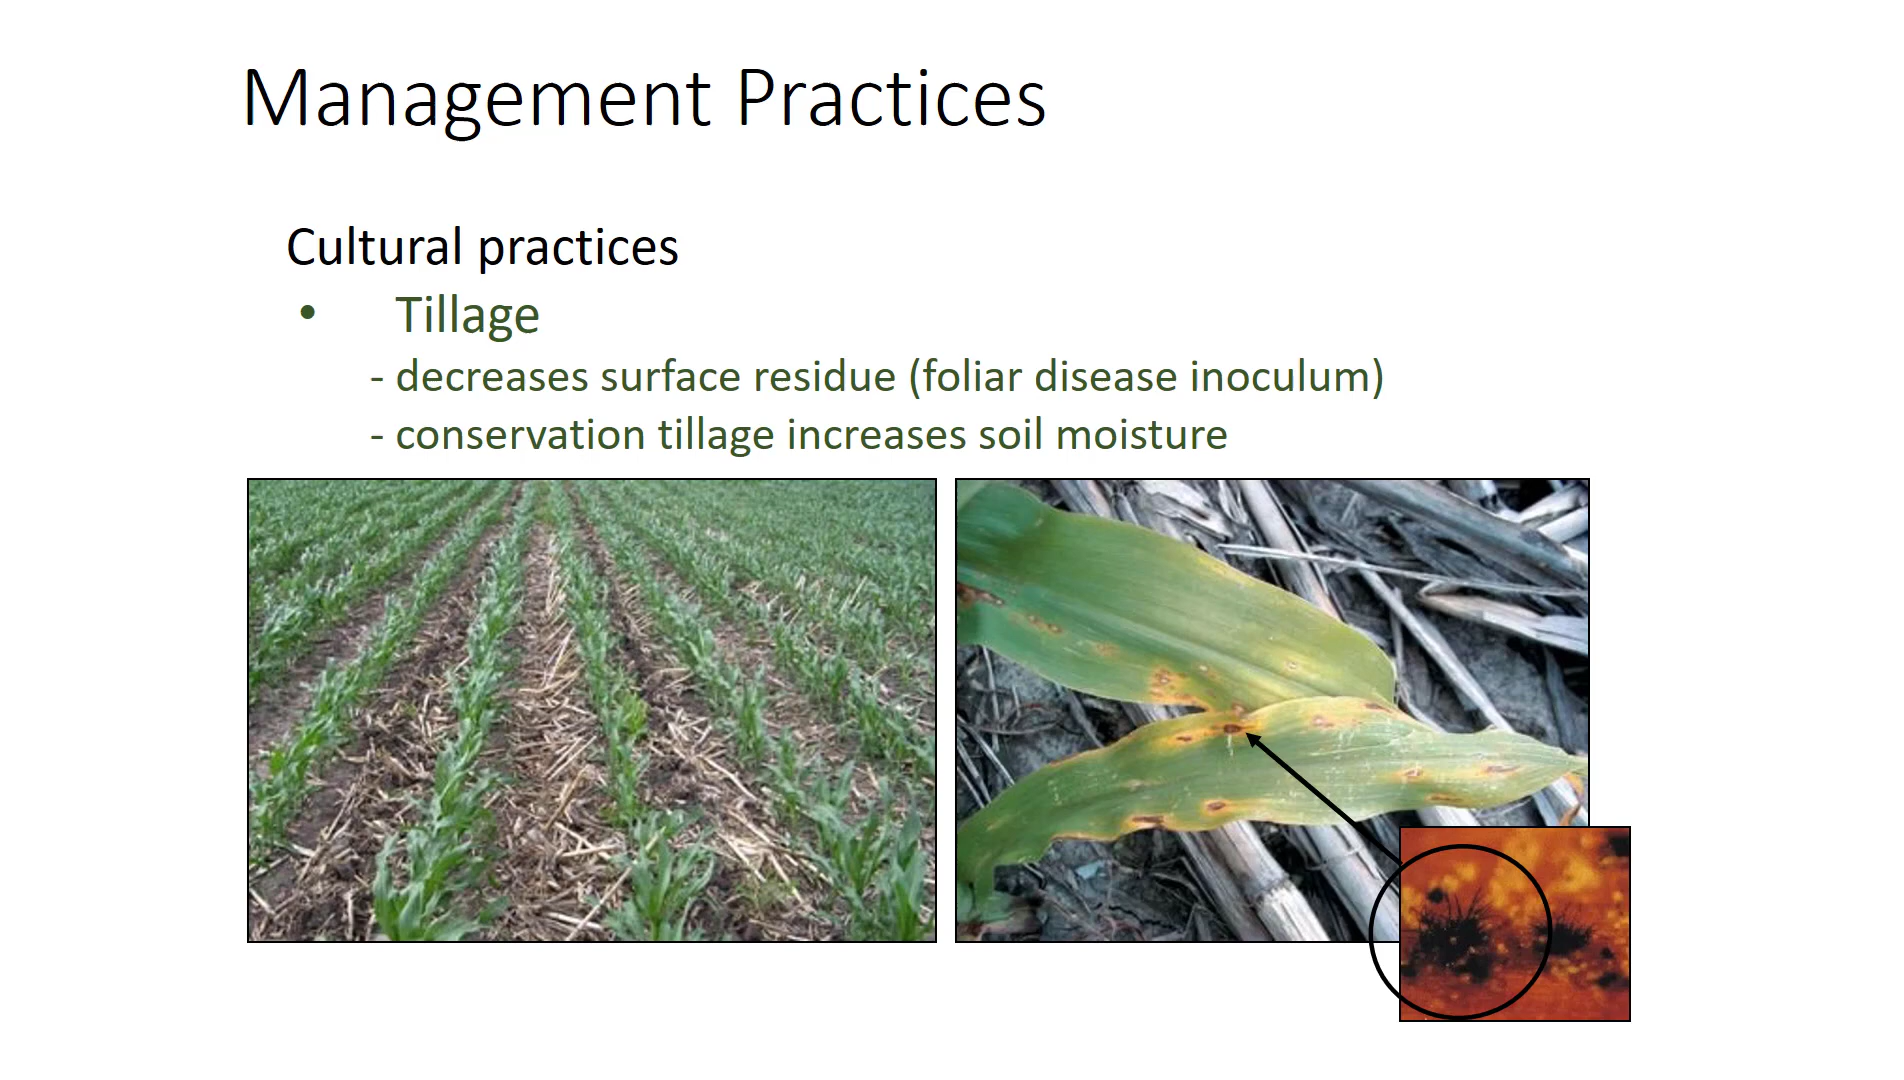 Management Practices
Cultural practices
• Tillage
- decreases surface residue (foliar disease inoculum)
- conservation tillage increases soil moisture